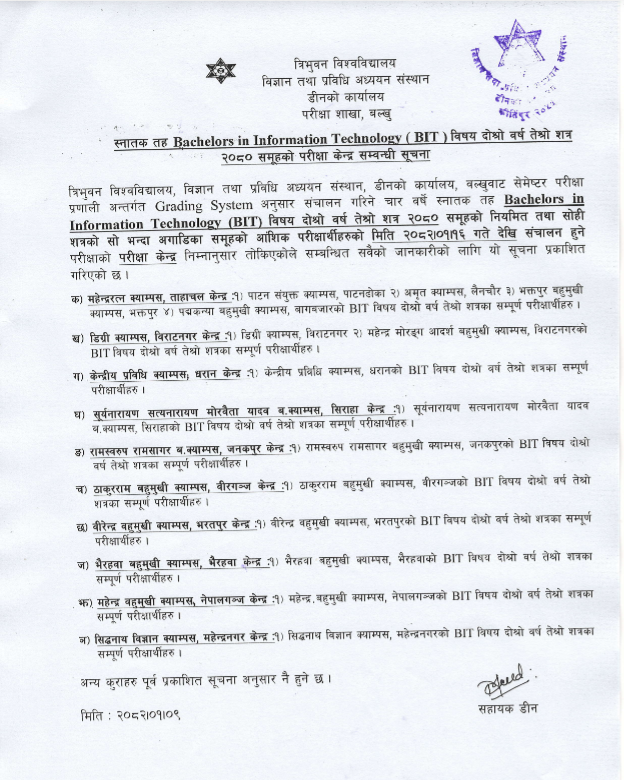 त्रिभुवन विश्वविद्यालय
विज्ञान तथा प्रविधि अध्ययन संस्थान
डीनको कार्यालय
परीक्षा शाखा, बल्खु
स्नातक तह Bachelors in Information Technology ( BIT ) विषय दोश्रो वर्ष तेश्रो शत्र
२०८० समूहको परीक्षा केन्द्र सम्वन्धी सूचना
त्रिभुवन विश्वविद्यालय, विज्ञान तथा प्रविधि अध्ययन संस्थान, डीनको कार्यालय, बल्खुवाट सेमेष्टर परीक्षा
प्रणाली अन्तर्गत Grading System अनुसार संचालन गरिने चार वर्षे स्नातक तह Bachelors in
Information Technology (BIT) विषय दोश्रो वर्ष तेश्रो शत्र २०८० समूहको नियमित तथा सोही
शत्रको सो भन्दा अगाडिका समूहको आंशिक परीक्षार्थीहरुको मिति २०८२।०१।१६ गते देखि संचालन हुने
परीक्षाको परीक्षा केन्द्र निम्नानुसार तोकिएकोले सम्वन्धित सवैको जानकारीको लागि यो सूचना प्रकाशित
गरिएको छ ।
क) महेन्द्ररत्न क्याम्पस, ताहाचल केन्द्र :१) पाटन संयुक्त क्याम्पस, पाटनढोका २) अमृत क्याम्पस, लैनचौर ३) भक्तपुर बहुमुखी
क्याम्पस, भक्तपुर ४) पद्मकन्या बहुमुखी क्याम्पस, बागबजारको BIT विषय दोश्रो वर्ष तेश्रो शत्रका सम्पूर्ण परीक्षार्थीहरु ।
ख) डिग्री क्याम्पस, विराटनगर केन्द्र :१) डिग्री क्याम्पस, विराटनगर २) महेन्द्र मोरङ्ग आदर्श बहुमुखी क्याम्पस, विराटनगरको
BIT विषय दोश्रो वर्ष तेश्रो शत्रका सम्पूर्ण परीक्षार्थीहरु ।
ग) केन्द्रीय प्रविधि क्याम्पस, धरान केन्द्र :१) केन्द्रीय प्रविधि क्याम्पस, धरानको BIT विषय दोश्रो वर्ष तेश्रो शत्रका सम्पूर्ण
परीक्षार्थीहरु ।
घ) सूर्यनारायण सत्यनारायण मोरवैता यादव ब.क्याम्पस, सिराहा केन्द्र :१) सूर्यनारायण सत्यनारायण मोरवैता यादव
ब.क्याम्पस, सिराहाको BIT विषय दोश्रो वर्ष तेश्रो शत्रका सम्पूर्ण परीक्षार्थीहरु ।
ङ) रामस्वरुप रामसागर ब.क्याम्पस, जनकपुर केन्द्र :१) रामस्वरुप रामसागर बहुमुखी क्याम्पस, जनकपुरको BIT विषय दोश्रो
वर्ष तेश्रो शत्रका सम्पूर्ण परीक्षार्थीहरु ।
च) ठाकुरराम बहुमुखी क्याम्पस, वीरगञ्ज केन्द्र :१) ठाकुरराम बहुमुखी क्याम्पस, वीरगञ्जको BIT विषय दोश्रो वर्ष तेश्रो
शत्रका सम्पूर्ण परीक्षार्थीहरु ।
छ) वीरेन्द्र बहुमुखी क्याम्पस, भरतपुर केन्द्र :१) वीरेन्द्र बहुमुखी क्याम्पस, भरतपुरको BIT विषय दोश्रो वर्ष तेश्रो शत्रका सम्पूर्ण
परीक्षार्थीहरु ।
ज) भैरहवा बहुमुखी क्याम्पस, भैरहवा केन्द्र :१) भैरहवा बहुमुखी क्याम्पस, भैरहवाको BIT विषय दोश्रो वर्ष तेश्रो शत्रका
सम्पूर्ण परीक्षार्थीहरु ।
झ) महेन्द्र बहुमुखी क्याम्पस, नेपालगञ्ज केन्द्र :१) महेन्द्र बहुमुखी क्याम्पस, नेपालगञ्जको BIT विषय दोश्रो वर्ष तेश्रो शत्रका
सम्पूर्ण परीक्षार्थीहरु ।
ञ) सिद्धनाथ विज्ञान क्याम्पस, महेन्द्रनगर केन्द्र :१) सिद्धनाथ विज्ञान क्याम्पस, महेन्द्रनगरको BIT विषय दोश्रो वर्ष तेश्रो शत्रका
सम्पूर्ण परीक्षार्थीहरु ।
अन्य कुराहरु पूर्व प्रकाशित सूचना अनुसार नै हुने छ ।
सहायक डीन
मिति : २०८२।०१।०९